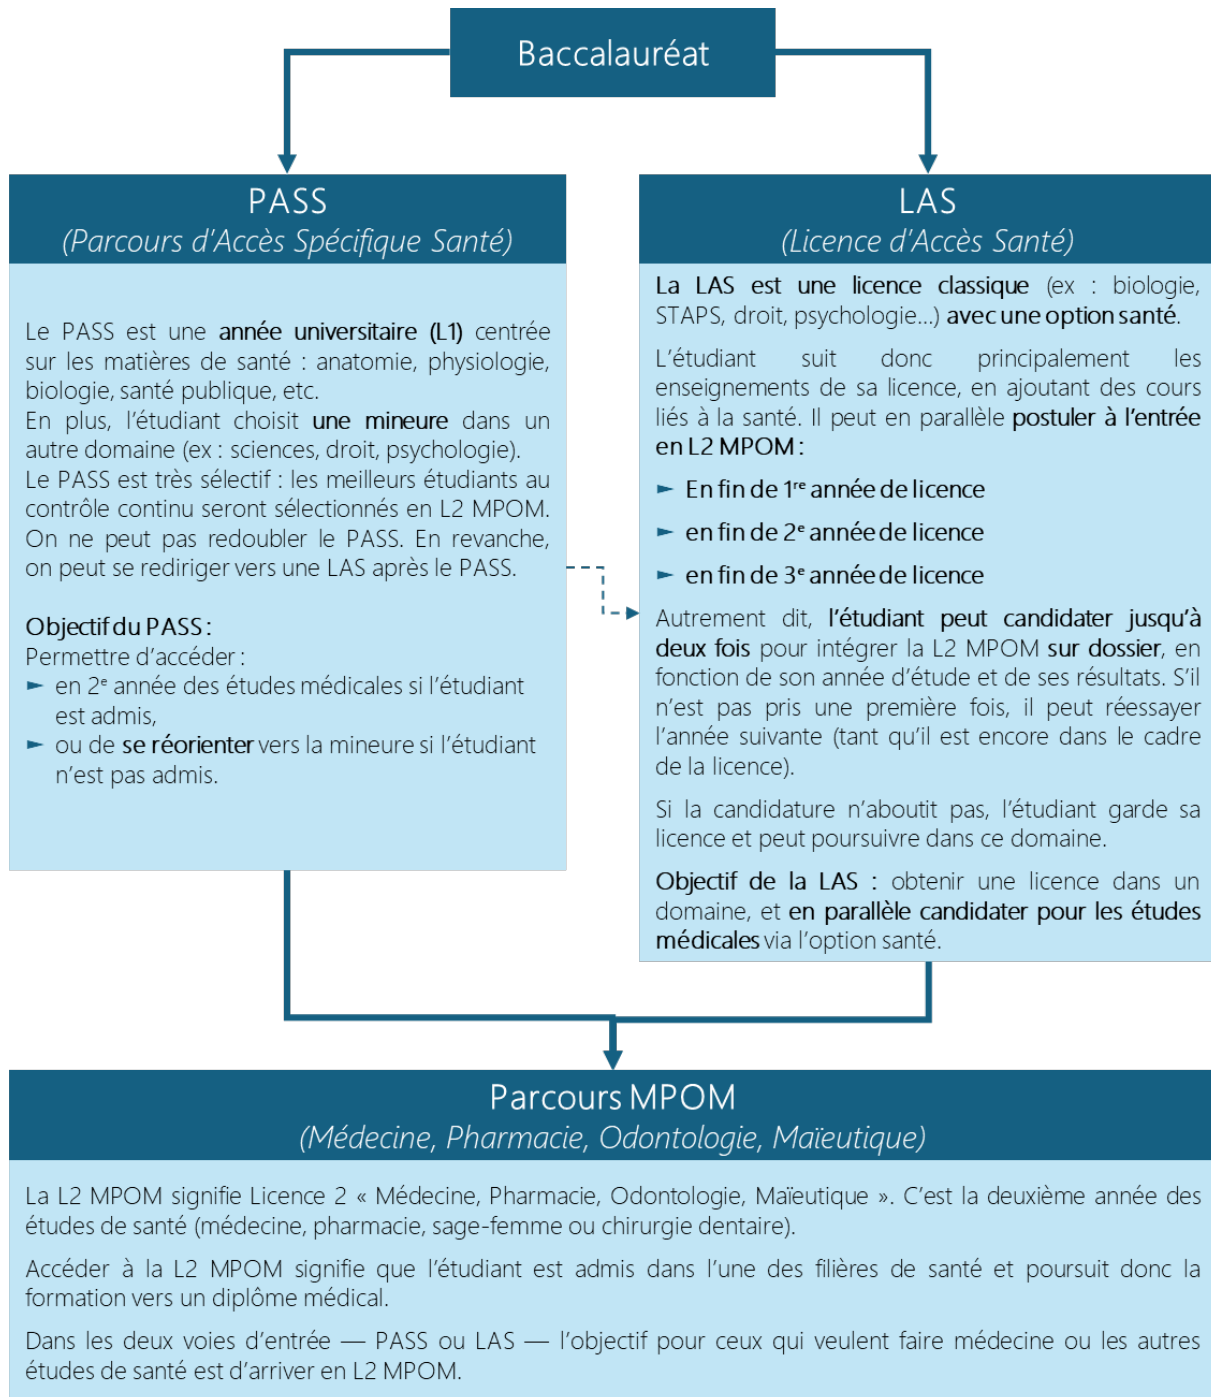 Baccalauréat
PASS
(Parcours d'Accès Spécifique Santé)
Le PASS est une année universitaire (L1) centrée
sur les matières de santé : anatomie, physiologie,
biologie, santé publique, etc.
En plus, l'étudiant choisit une mineure dans un
autre domaine (ex : sciences, droit, psychologie).
Le PASS est très sélectif : les meilleurs étudiants au
contrôle continu seront sélectionnés en L2 MPOM.
On ne peut pas redoubler le PASS. En revanche,
on peut se rediriger vers une LAS après le PASS.
Objectif du PASS :
Permettre d'accéder :
► en 2e année des études médicales si l'étudiant
est admis,
► ou de se réorienter vers la mineure si l'étudiant
n'est pas admis.
LAS
(Licence d'Accès Santé)
La LAS est une licence classique (ex : biologie,
STAPS, droit, psychologie...) avec une option santé.
L'étudiant suit donc principalement les
enseignements de sa licence, en ajoutant des cours
liés à la santé. Il peut en parallèle postuler à l'entrée
en L2 MPOM :
► En fin de 1re année de licence
► en fin de 2e année de licence
► en fin de 3e année de licence
Autrement dit, l'étudiant peut candidater jusqu'à
deux fois pour intégrer la L2 MPOM sur dossier, en
fonction de son année d'étude et de ses résultats. S'il
n'est pas pris une première fois, il peut réessayer
l'année suivante (tant qu'il est encore dans le cadre
de la licence).
Si la candidature n'aboutit pas, l'étudiant garde sa
licence et peut poursuivre dans ce domaine.
Objectif de la LAS : obtenir une licence dans un
domaine, et en parallèle candidater pour les études
médicales via l'option santé.
Parcours MPOM
(Médecine, Pharmacie, Odontologie, Maïeutique)
La L2 MPOM signifie Licence 2 « Médecine, Pharmacie, Odontologie, Maïeutique ». C'est la deuxième année des
études de santé (médecine, pharmacie, sage-femme ou chirurgie dentaire).
Accéder à la L2 MPOM signifie que l'étudiant est admis dans l'une des filières de santé et poursuit donc la
formation vers un diplôme médical.
Dans les deux voies d'entrée — PASS ou LAS — l'objectif pour ceux qui veulent faire médecine ou les autres
études de santé est d'arriver en L2 MPOM.